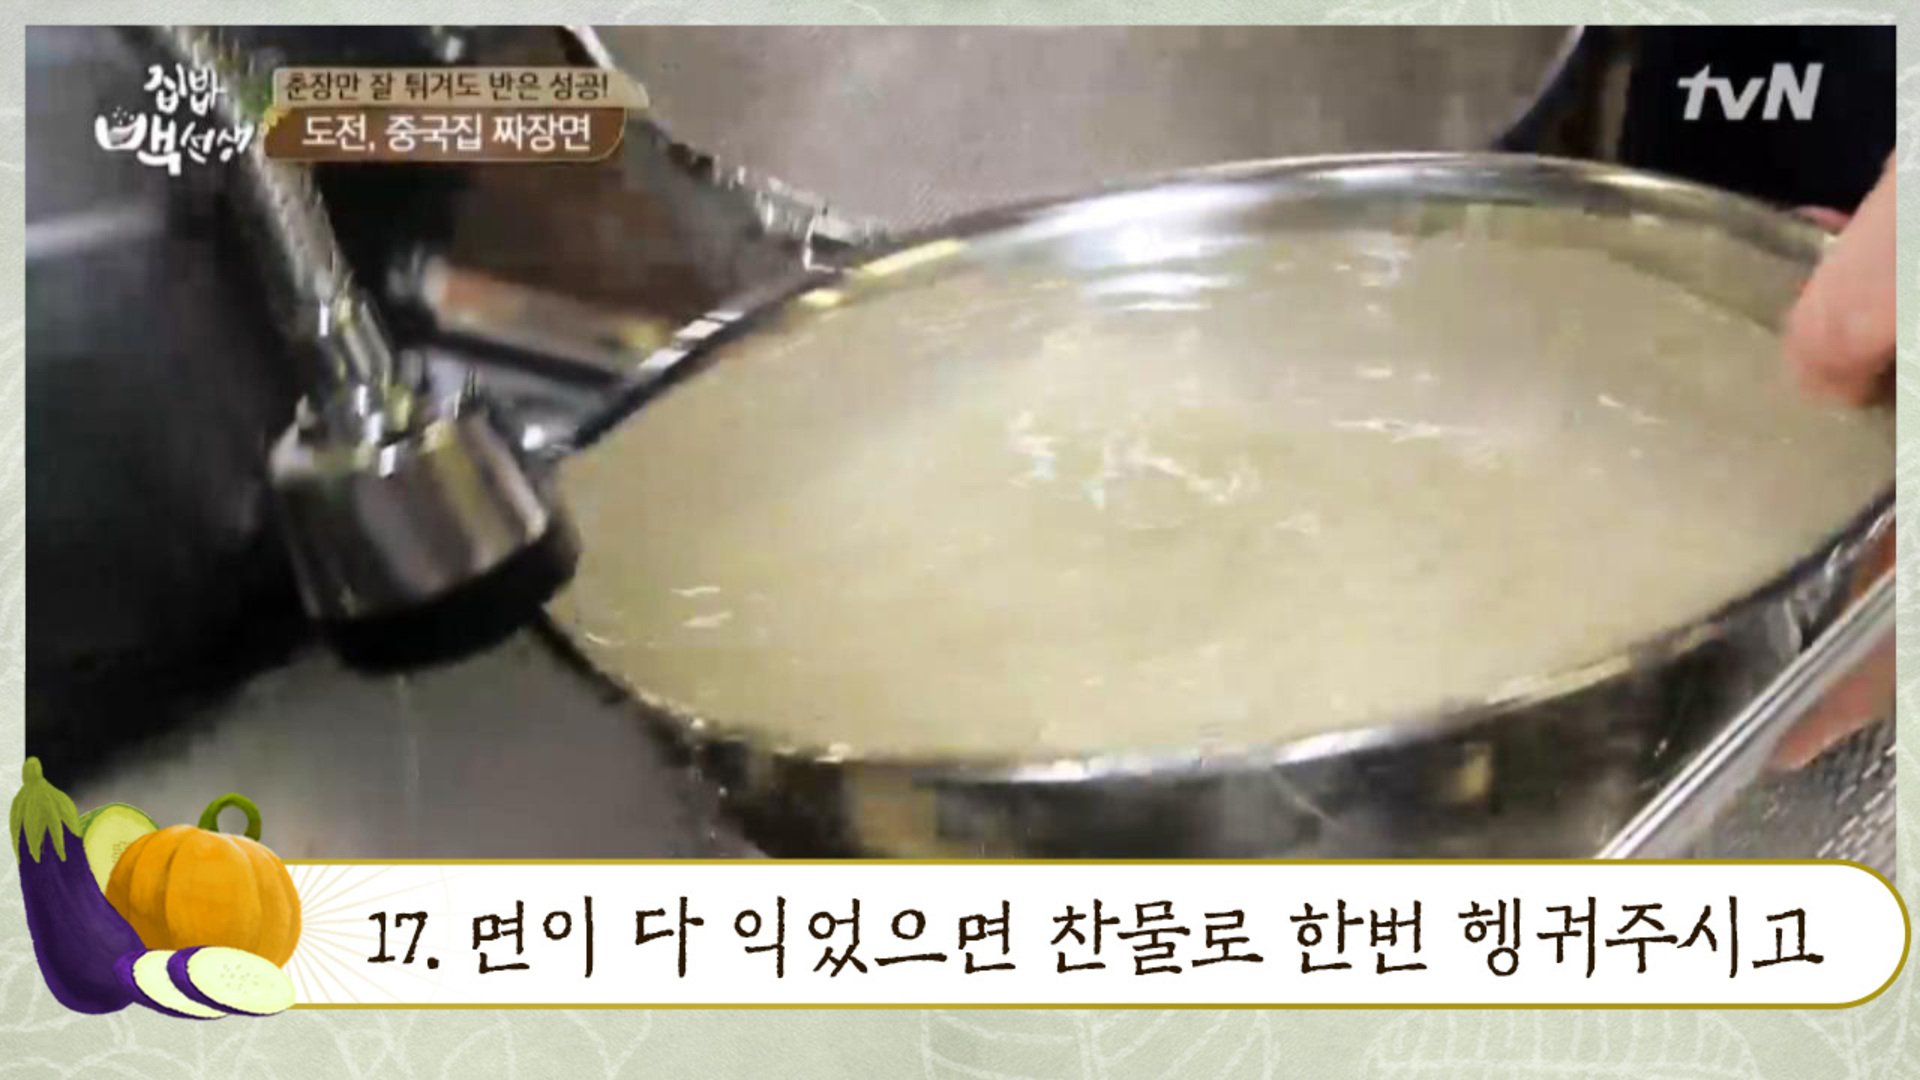 집밥
백선생
춘장만 잘 튀겨도 반은 성공!
도전, 중국집 짜장면
tvN
17. 면이 다 익었으면 찬물로 한번 헹궈주시고